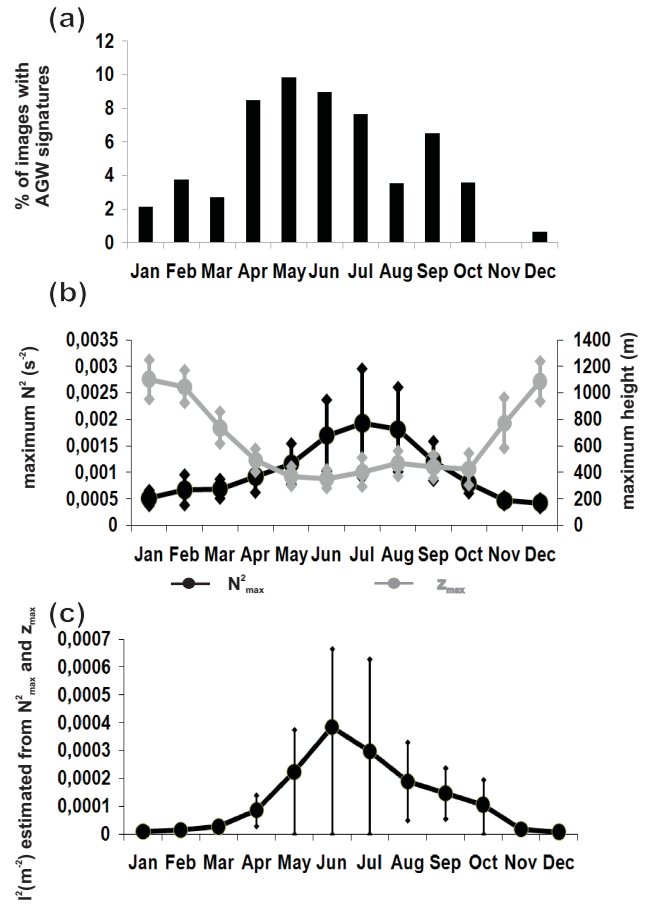 (a)
% of images with
AGW signatures
12
10
8
6
4
2
0
Jan Feb Mar Apr May Jun Jul Aug Sep Oct Nov Dec
(b)
maximum N² (s⁻²)
0,0035
0,003
0,0025
0,002
0,0015
0,001
0,0005
0
1400
1200
1000
800
600
400
200
0
maximum height (m)
Jan Feb Mar Apr May Jun Jul Aug Sep Oct Nov Dec
N²max
zmax
(c)
l²(m⁻²) estimated from N²max and zmax
0,0007
0,0006
0,0005
0,0004
0,0003
0,0002
0,0001
0
Jan Feb Mar Apr May Jun Jul Aug Sep Oct Nov Dec